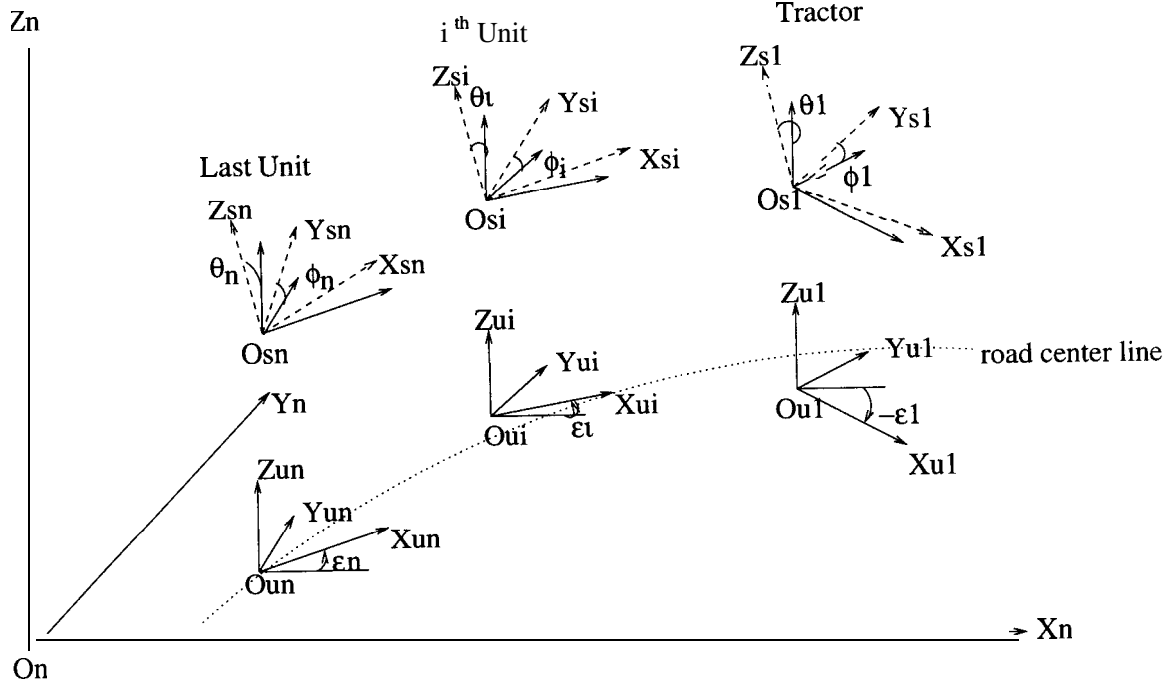 Zn
Tractor
i th Unit
Zs1
Zsi
θι
Ysi
θ1
Ys1
Last Unit
Xsi
ϕi
ϕ1
Osi
Os1
Zsn
Ysn
Xs1
θn
ϕn
Xsn
Zu1
Zui
Osn
Yui
Yu1
road center line
Yn
Xui
Ou1
-ε1
Oui
ει
Xu1
Zun
Yun
Xun
εn
Oun
Xn
On